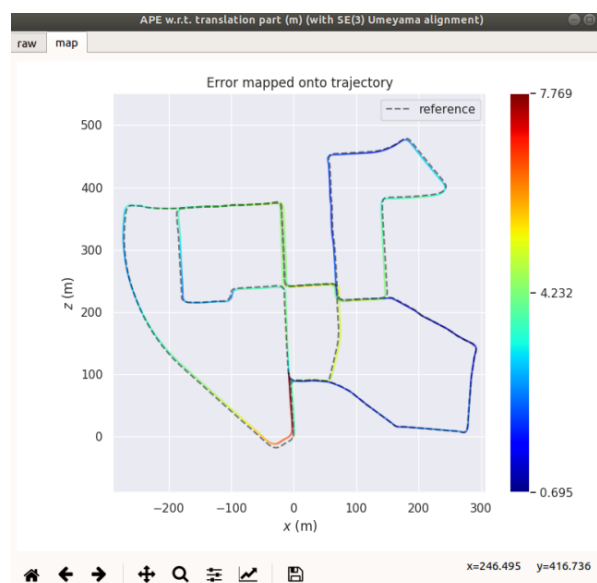 APE w.r.t. translation part (m) (with SE(3) Umeyama alignment)
raw map
Error mapped onto trajectory
reference
7.769
4.232
0.695
500
400
300
200
100
0
z (m)
−200 −100 0 100 200 300
x (m)
x=246.495 y=416.736